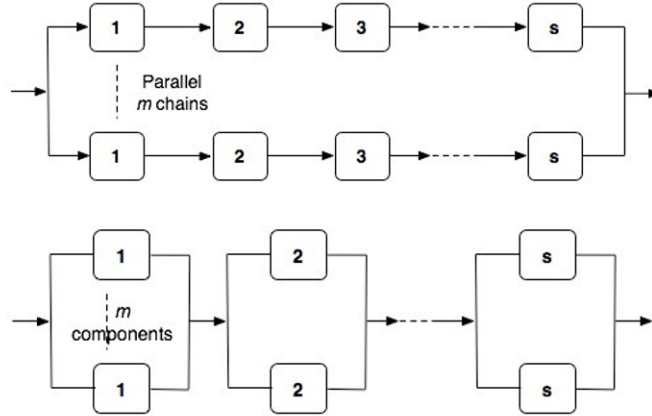 1 2 3 s
Parallel
m chains
1 2 3 s
1 2 s
m
components
1 2 s